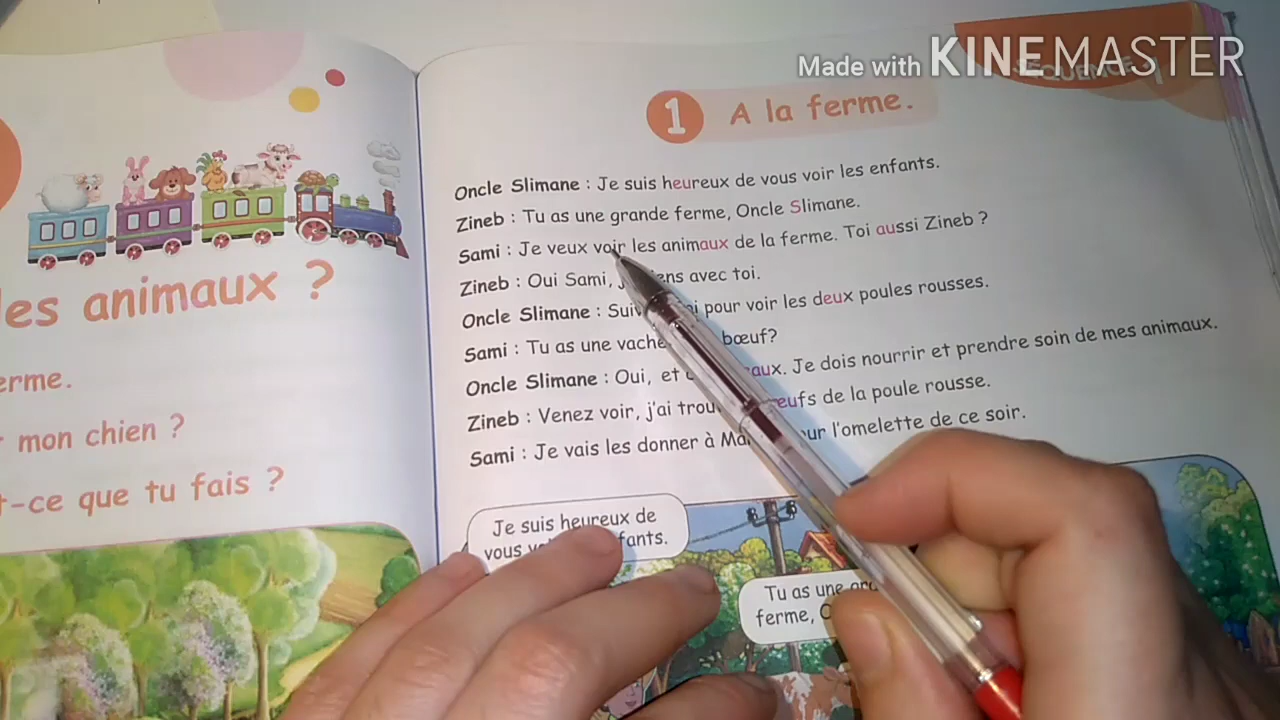 Made with KINEMASTER
SEQUENCE 1
1 A la ferme.
Oncle Slimane : Je suis heureux de vous voir les enfants.
Zineb : Tu as une grande ferme, Oncle Slimane.
Sami : Je veux voir les animaux de la ferme. Toi aussi Zineb ?
Zineb : Oui Sami, avec toi.
Oncle Slimane : pour voir les deux poules rousses.
Sami : Tu as une vache bœuf?
Oncle Slimane : Oui, et Je dois nourrir et prendre soin de mes animaux.
Zineb : Venez voir, j'ai de la poule rousse.
Sami : Je vais les donner à l'omelette de ce soir.
les animaux ?
mon chien ?
que tu fais ?
Je suis heureux de
vous
Tu as une
ferme,